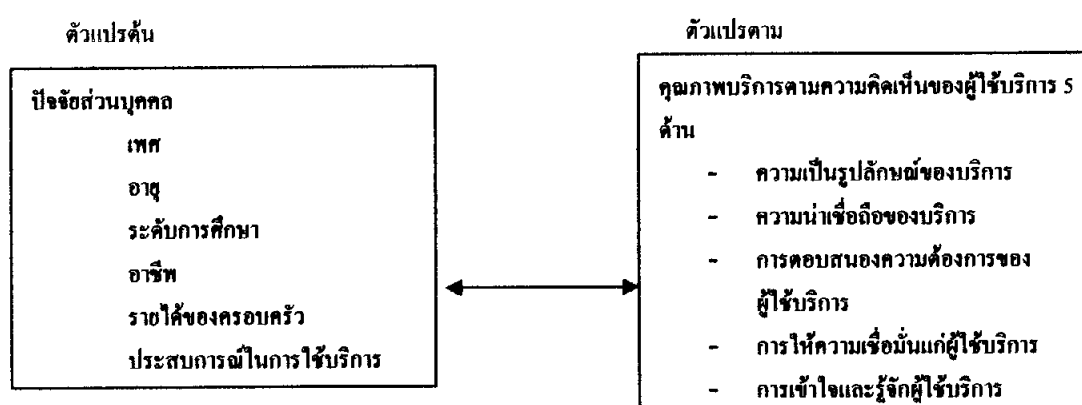 ตัวแปรต้น
ปัจจัยส่วนบุคคล
เพศ
อายุ
ระดับการศึกษา
อาชีพ
รายได้ของครอบครัว
ประสบการณ์ในการใช้บริการ
ตัวแปรตาม
คุณภาพบริการตามความคิดเห็นของผู้ใช้บริการ 5
ด้าน
- ความเป็นรูปลักษณ์ของบริการ
- ความน่าเชื่อถือของบริการ
- การตอบสนองความต้องการของ
ผู้ใช้บริการ
- การให้ความเชื่อมั่นแก่ผู้ใช้บริการ
- การเข้าใจและรู้จักผู้ใช้บริการ